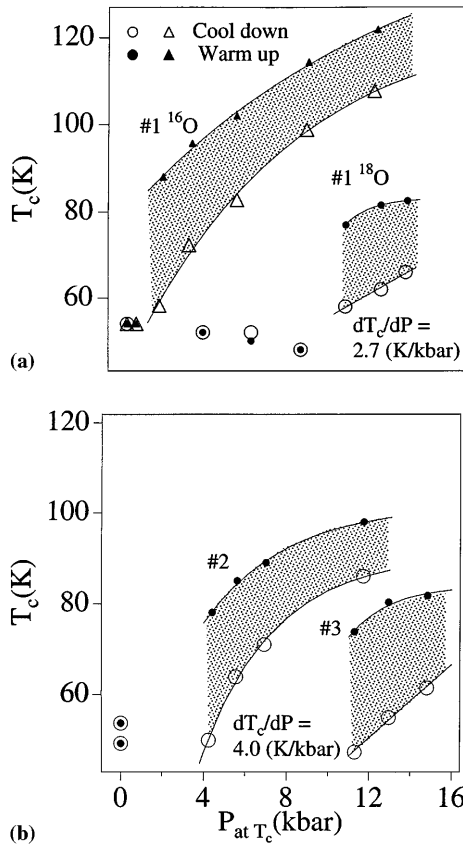 120
Cool down
Warm up
#1 ¹⁶O
100
#1 ¹⁸O
80
60
T_c(K)
dT_c/dP =
2.7 (K/kbar)
(a)
120
100
#2
80
#3
60
T_c(K)
dT_c/dP =
4.0 (K/kbar)
0 4 8 12 16
(b)
P_at T_c(kbar)